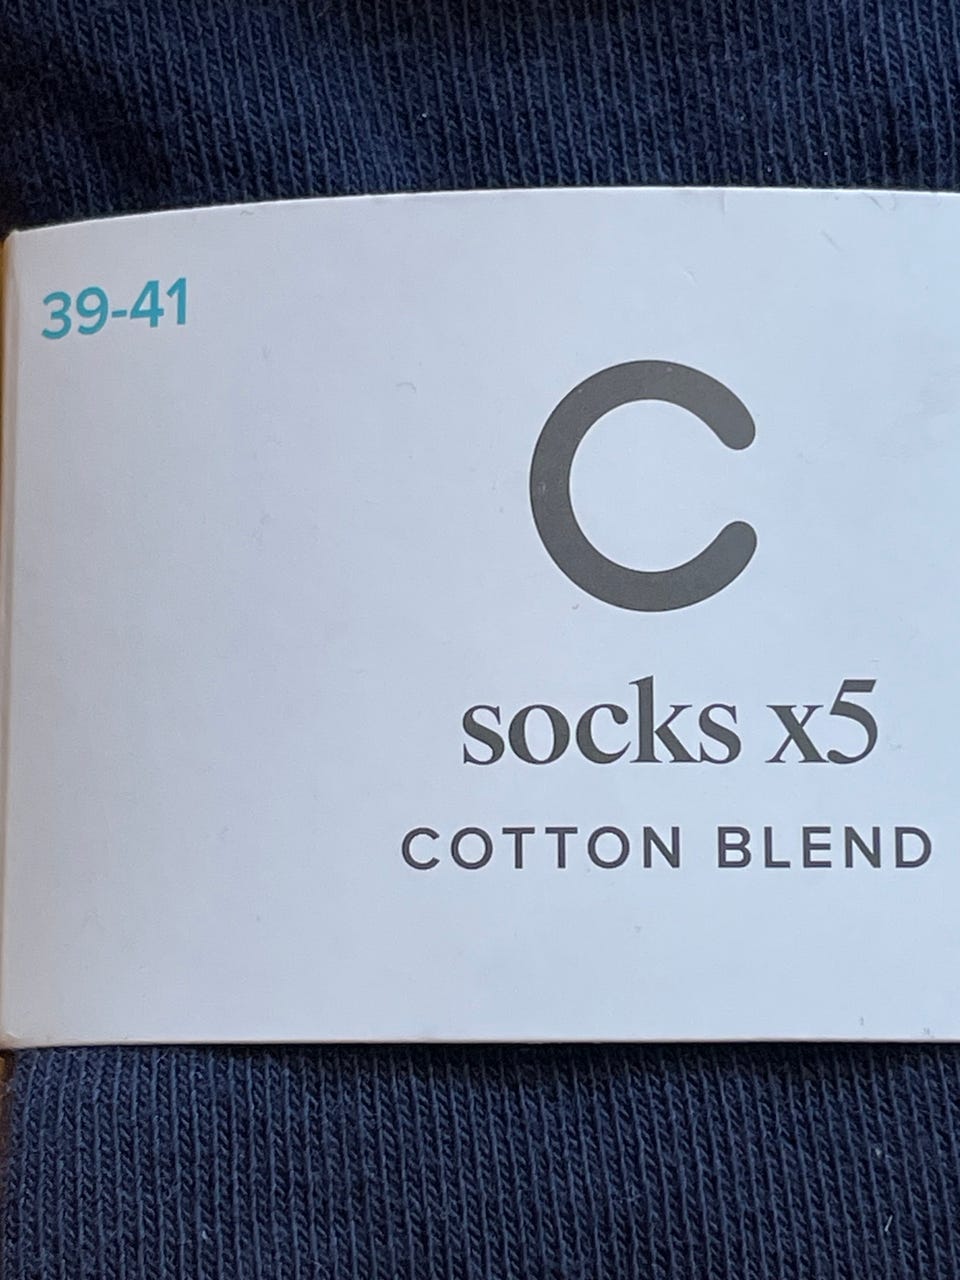 39-41
C
socks x5
COTTON BLEND